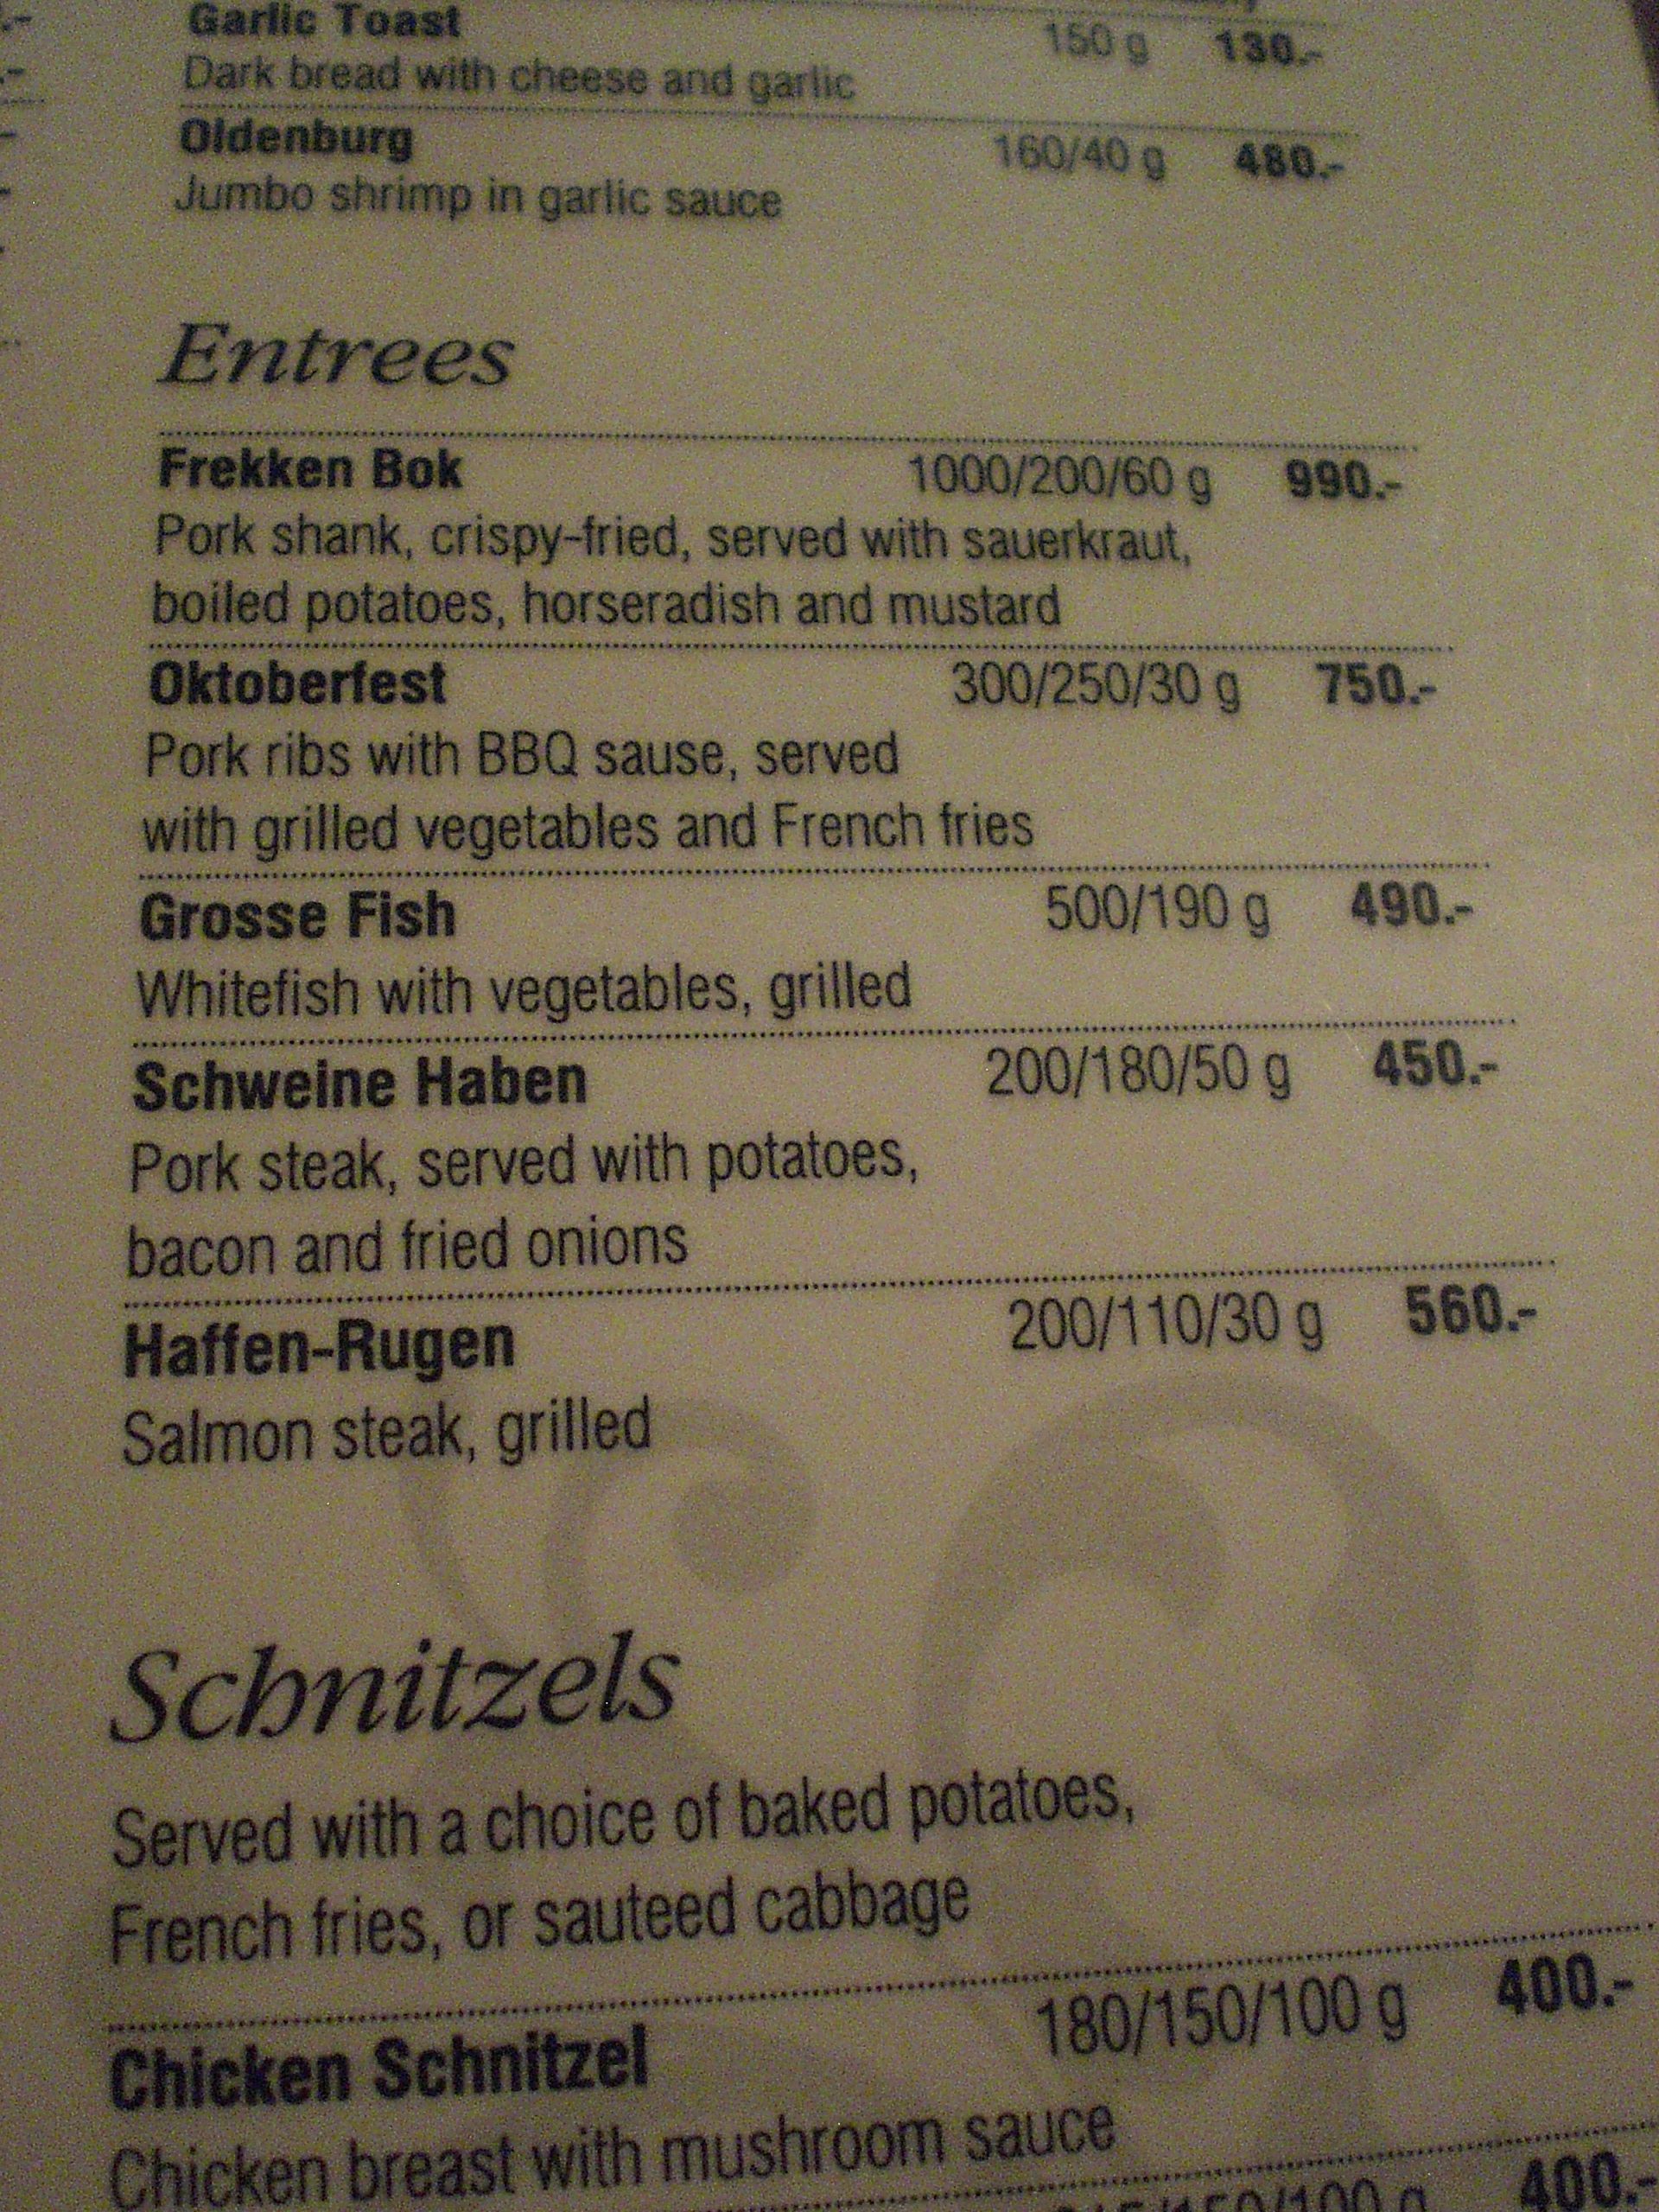 Garlic Toast 150 g 130.-
Dark bread with cheese and garlic
Oldenburg 160/40 g 480.-
Jumbo shrimp in garlic sauce
Entrees
Frekken Bok 1000/200/60 g 990.-
Pork shank, crispy-fried, served with sauerkraut,
boiled potatoes, horseradish and mustard
Oktoberfest 300/250/30 g 750.-
Pork ribs with BBQ sause, served
with grilled vegetables and French fries
Grosse Fish 500/190 g 490.-
Whitefish with vegetables, grilled
Schweine Haben 200/180/50 g 450.-
Pork steak, served with potatoes,
bacon and fried onions
Haffen-Rugen 200/110/30 g 560.-
Salmon steak, grilled
Schnitzels
Served with a choice of baked potatoes,
French fries, or sauteed cabbage
Chicken Schnitzel 180/150/100 g 400.-
Chicken breast with mushroom sauce
400.-